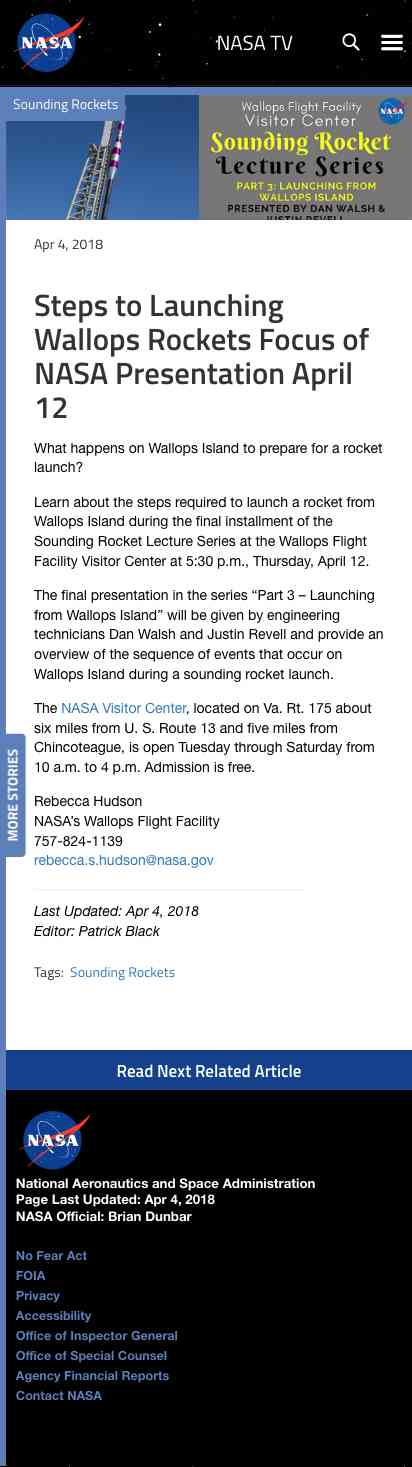 NASA
NASA TV
Sounding Rockets
Wallops Flight Facility
NASA
Visitor Center
Sounding Rocket
Lecture Series
PART 3: LAUNCHING FROM
WALLOPS ISLAND
PRESENTED BY DAN WALSH &
JUSTIN REVELL
Apr 4, 2018
Steps to Launching
Wallops Rockets Focus of
NASA Presentation April
12
What happens on Wallops Island to prepare for a rocket
launch?
Learn about the steps required to launch a rocket from
Wallops Island during the final installment of the
Sounding Rocket Lecture Series at the Wallops Flight
Facility Visitor Center at 5:30 p.m., Thursday, April 12.
The final presentation in the series “Part 3 – Launching
from Wallops Island” will be given by engineering
technicians Dan Walsh and Justin Revell and provide an
overview of the sequence of events that occur on
Wallops Island during a sounding rocket launch.
The NASA Visitor Center, located on Va. Rt. 175 about
six miles from U. S. Route 13 and five miles from
Chincoteague, is open Tuesday through Saturday from
10 a.m. to 4 p.m. Admission is free.
MORE STORIES
Rebecca Hudson
NASA’s Wallops Flight Facility
757-824-1139
rebecca.s.hudson@nasa.gov
Last Updated: Apr 4, 2018
Editor: Patrick Black
Tags: Sounding Rockets
Read Next Related Article
NASA
National Aeronautics and Space Administration
Page Last Updated: Apr 4, 2018
NASA Official: Brian Dunbar
No Fear Act
FOIA
Privacy
Accessibility
Office of Inspector General
Office of Special Counsel
Agency Financial Reports
Contact NASA